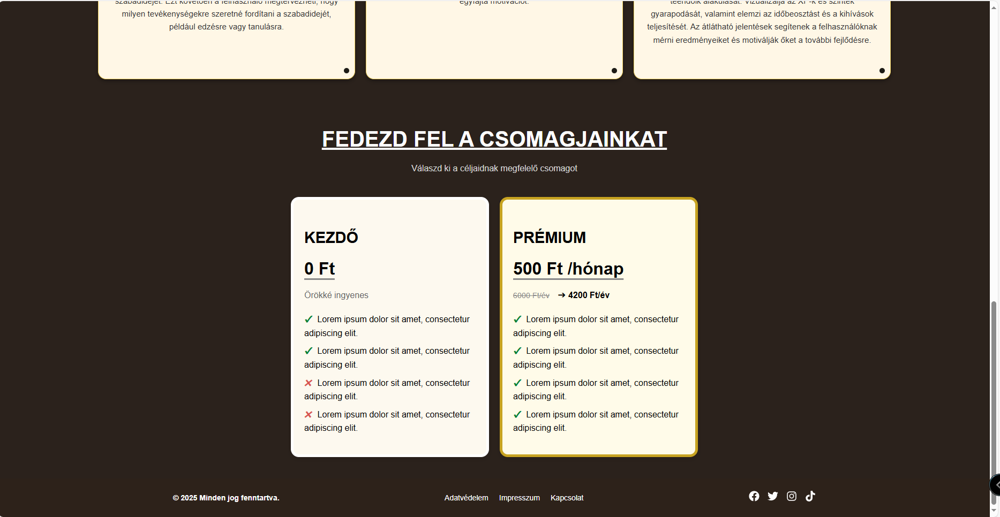 szabadidejét. Ezt követően a felhasználó megtervezheti, hogy
milyen tevékenységekre szeretné fordítani a szabadidejét,
például edzésre vagy tanulásra.
egyfajta motivációt.
teendőik alakulását. Vizualizálja az XP-k és szintek
gyarapodását, valamint elemzi az időbeosztást és a kihívások
teljesítését. Az átlátható jelentések segítenek a felhasználóknak
mérni eredményeiket és motiválják őket a további fejlődésre.
FEDEZD FEL A CSOMAGJAINKAT
Válaszd ki a céljaidnak megfelelő csomagot
KEZDŐ
0 Ft
Örökké ingyenes
✓ Lorem ipsum dolor sit amet, consectetur
adipiscing elit.
✓ Lorem ipsum dolor sit amet, consectetur
adipiscing elit.
✕ Lorem ipsum dolor sit amet, consectetur
adipiscing elit.
✕ Lorem ipsum dolor sit amet, consectetur
adipiscing elit.
PRÉMIUM
500 Ft /hónap
6000 Ft/év ➔ 4200 Ft/év
✓ Lorem ipsum dolor sit amet, consectetur
adipiscing elit.
✓ Lorem ipsum dolor sit amet, consectetur
adipiscing elit.
✓ Lorem ipsum dolor sit amet, consectetur
adipiscing elit.
✓ Lorem ipsum dolor sit amet, consectetur
adipiscing elit.
© 2025 Minden jog fenntartva.
Adatvédelem Impresszum Kapcsolat